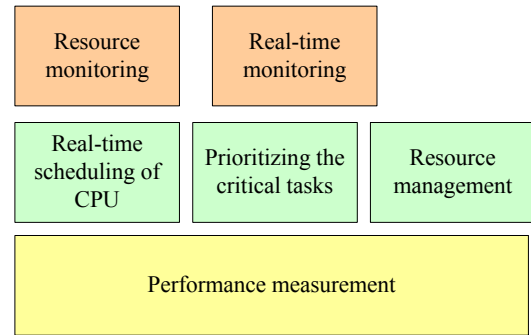 Resource
monitoring
Real-time
monitoring
Real-time
scheduling of
CPU
Prioritizing the
critical tasks
Resource
management
Performance measurement